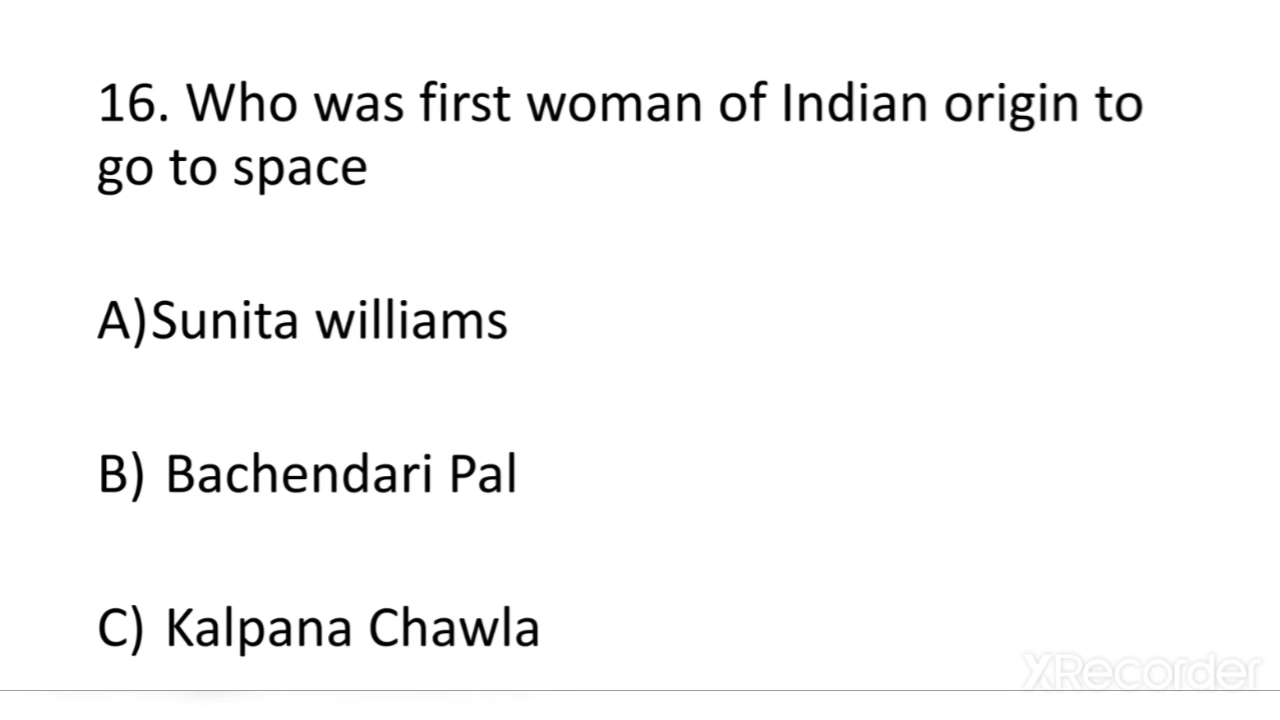 16. Who was first woman of Indian origin to
go to space
A)Sunita williams
B) Bachendari Pal
C) Kalpana Chawla
XRecorder